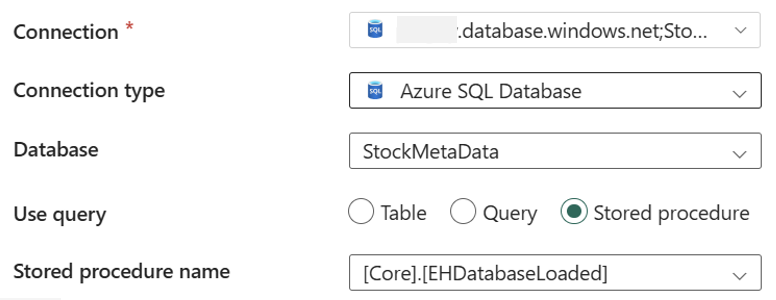 Connection *
.database.windows.net;Sto...
Connection type
SQL Azure SQL Database
Database
StockMetaData
Use query
Table Query Stored procedure
Stored procedure name
[Core].[EHDatabaseLoaded]